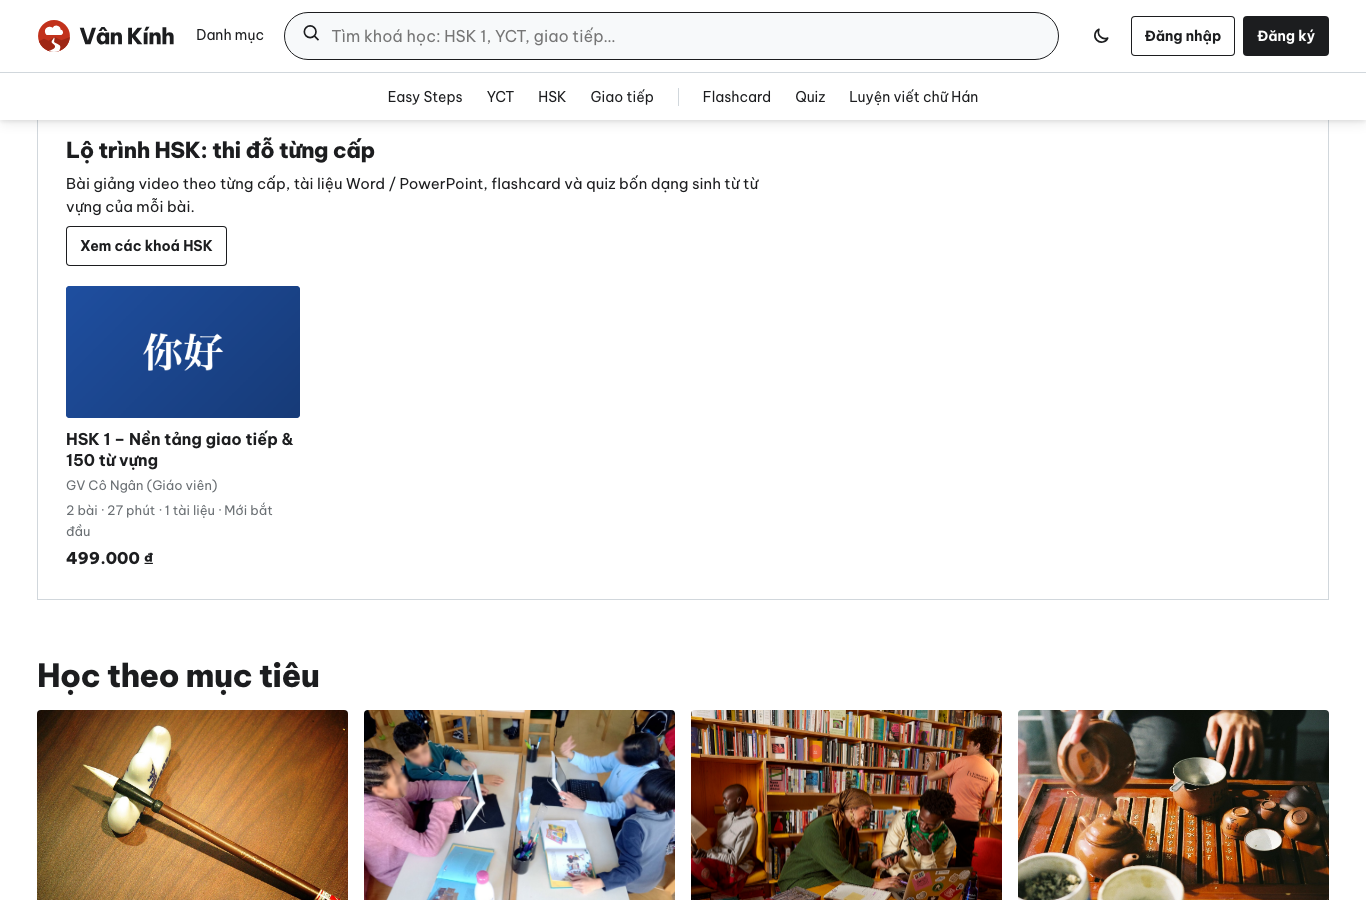 Vân Kính
Danh mục
Tìm khoá học: HSK 1, YCT, giao tiếp...
Đăng nhập
Đăng ký
Easy Steps
YCT
HSK
Giao tiếp
Flashcard
Quiz
Luyện viết chữ Hán
Lộ trình HSK: thi đỗ từng cấp
Bài giảng video theo từng cấp, tài liệu Word / PowerPoint, flashcard và quiz bốn dạng sinh từ từ
vựng của mỗi bài.
Xem các khoá HSK
你好
HSK 1 – Nền tảng giao tiếp &
150 từ vựng
GV Cô Ngân (Giáo viên)
2 bài · 27 phút · 1 tài liệu · Mới bắt
đầu
499.000 ₫
Học theo mục tiêu